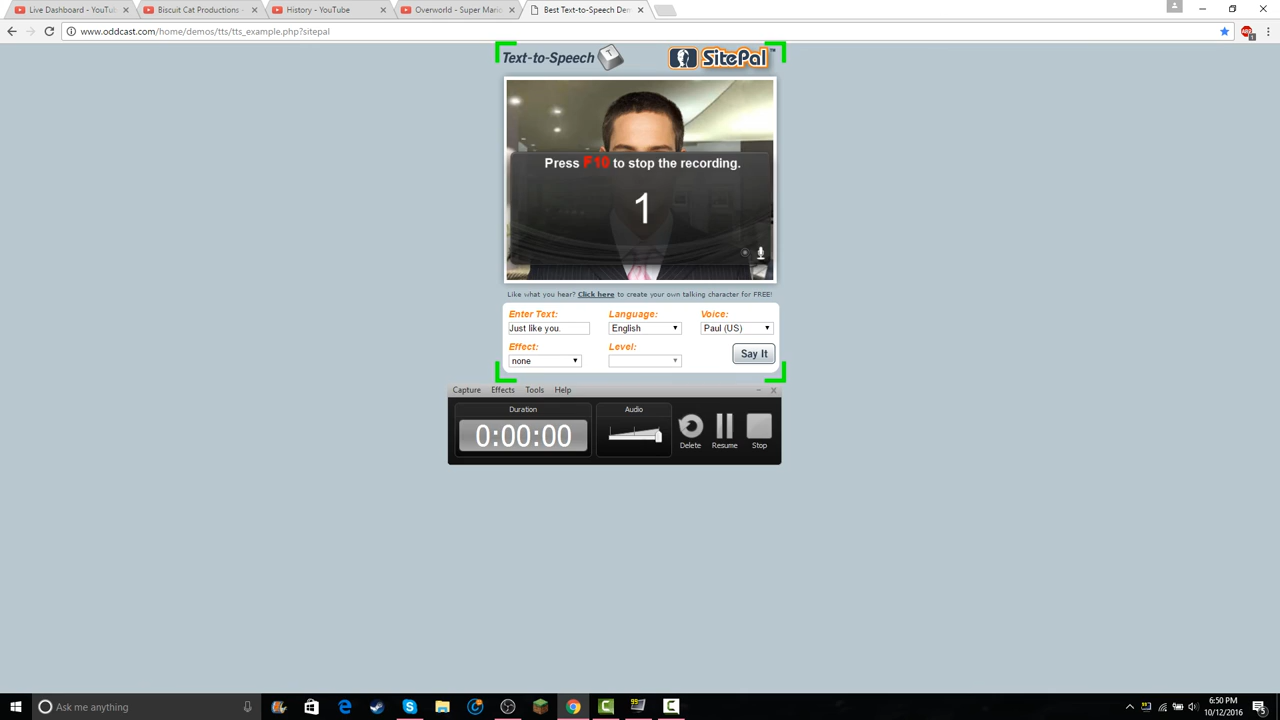 Live Dashboard - YouTu
Biscuit Cat Productions -
History - YouTube
Overworld - Super Mario
Best Text-to-Speech Dem
www.oddcast.com/home/demos/tts/tts_example.php?sitepal
Text-to-Speech T
SitePal™
Press F10 to stop the recording.
1
Like what you hear? Click here to create your own talking character for FREE!
Enter Text: Language: Voice:
Just like you. English Paul (US)
Effect: Level:
none Say It
Capture Effects Tools Help
Duration Audio
0:00:00
Delete Resume Stop
Ask me anything
6:50 PM
10/12/2016